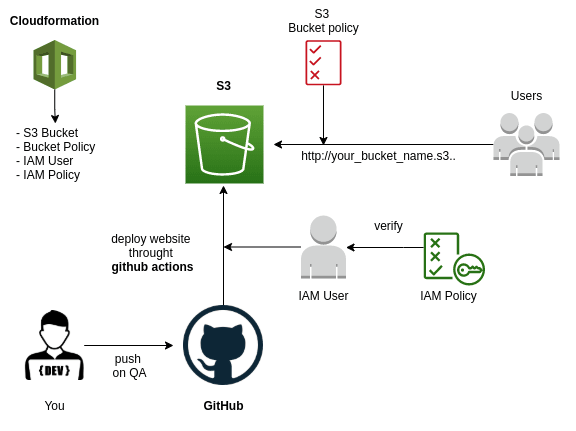 Cloudformation
- S3 Bucket
- Bucket Policy
- IAM User
- IAM Policy
S3
Bucket policy
S3
Users
http://your_bucket_name.s3..
deploy website
throught
github actions
verify
IAM User
IAM Policy
{DEV}
push
on QA
You
GitHub